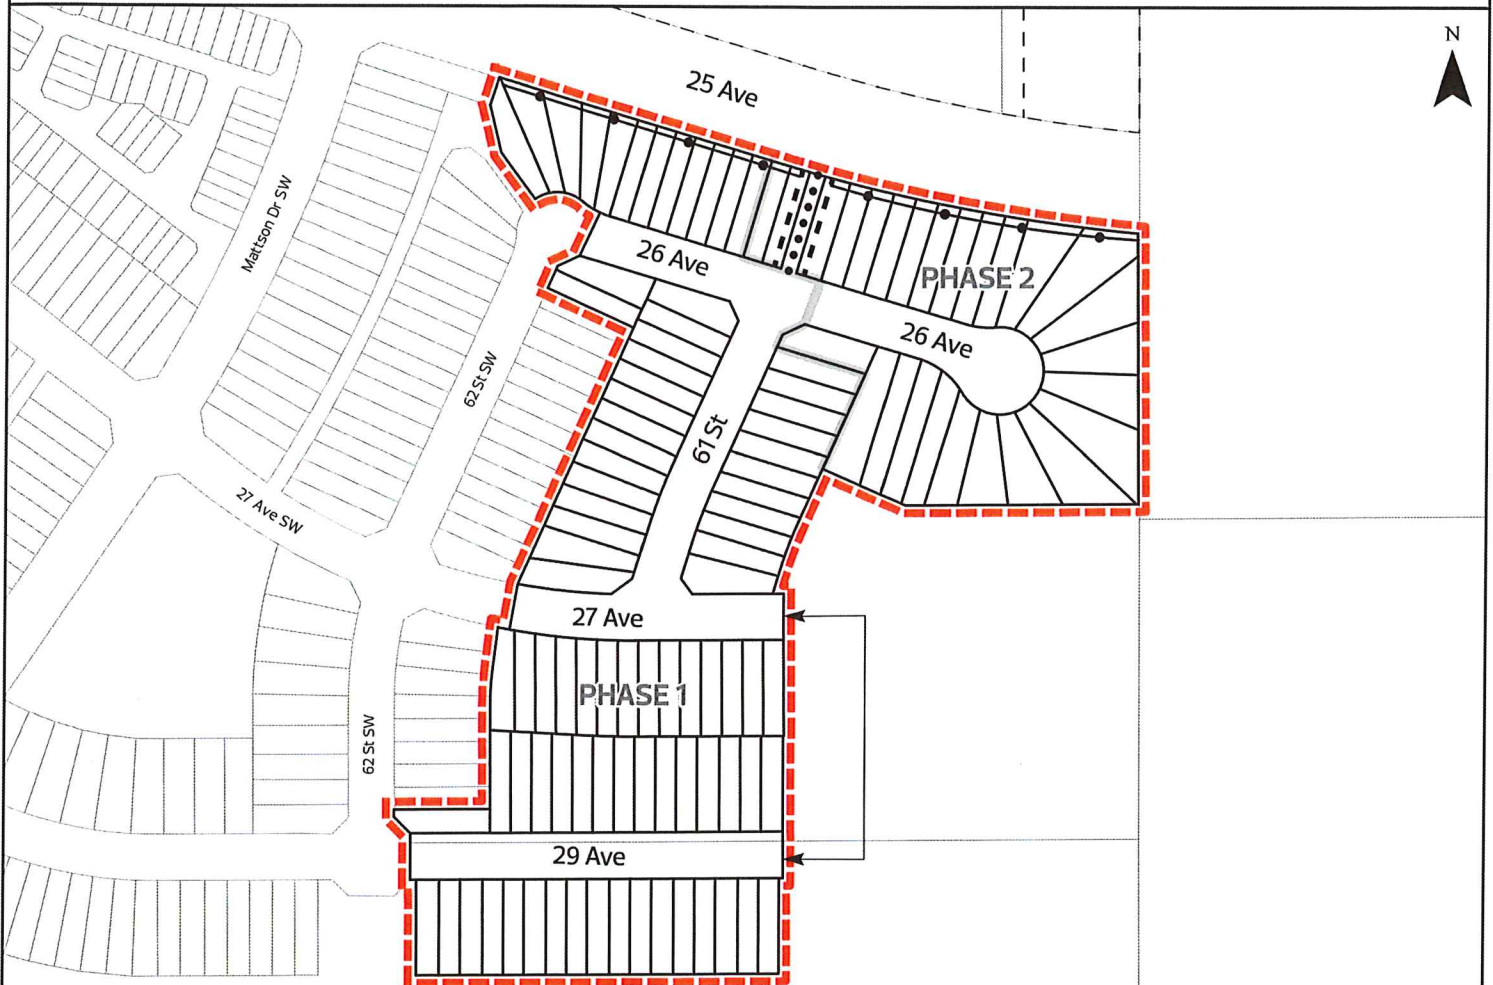 N
25 Ave
Mattson Dr SW
26 Ave
PHASE 2
26 Ave
62 St SW
61 St
27 Ave SW
27 Ave
PHASE 1
62 St SW
29 Ave